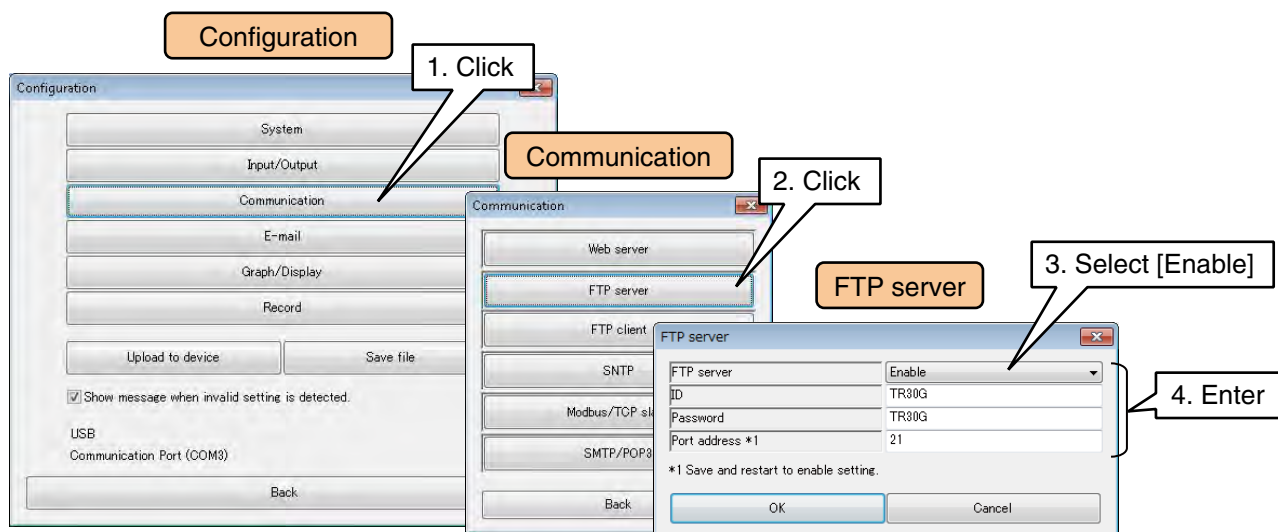 Configuration
1. Click
Configuration
System
Input/Output
Communication
E-mail
Graph/Display
Record
Upload to device Save file
Show message when invalid setting is detected.
USB
Communication Port (COM3)
Back
Communication
2. Click
Communication
Web server
FTP server
FTP client
SNTP
Modbus/TCP sla
SMTP/POP3
Back
FTP server
3. Select [Enable]
FTP server
FTP server Enable
ID TR30G
Password TR30G
Port address *1 21
4. Enter
*1 Save and restart to enable setting.
OK Cancel